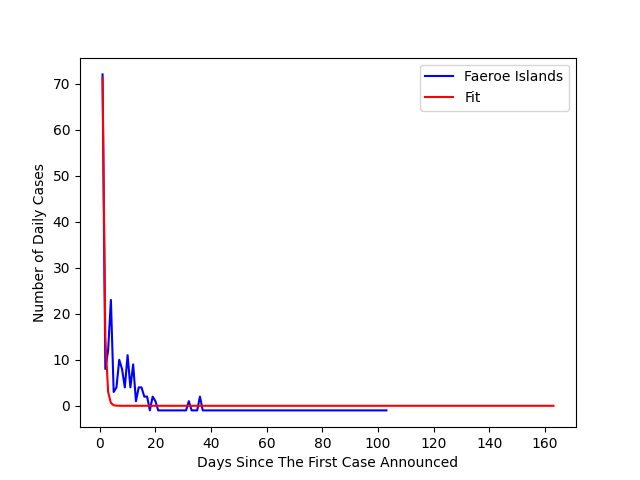 Faeroe Islands
Fit
Number of Daily Cases
70
60
50
40
30
20
10
0
0 20 40 60 80 100 120 140 160
Days Since The First Case Announced